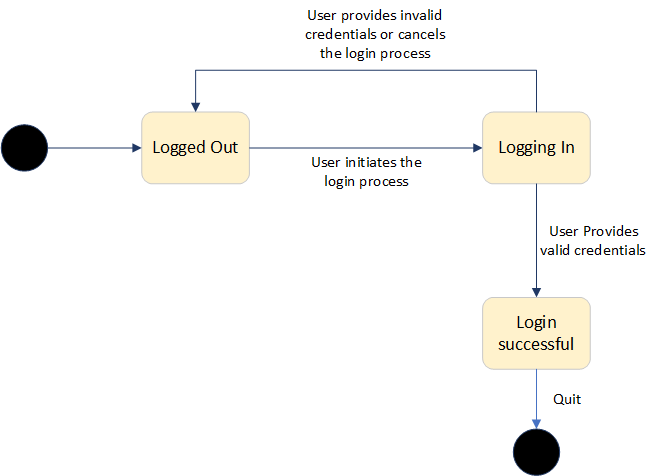 User provides invalid
credentials or cancels
the login process
Logged Out
User initiates the
login process
Logging In
User Provides
valid credentials
Login
successful
Quit